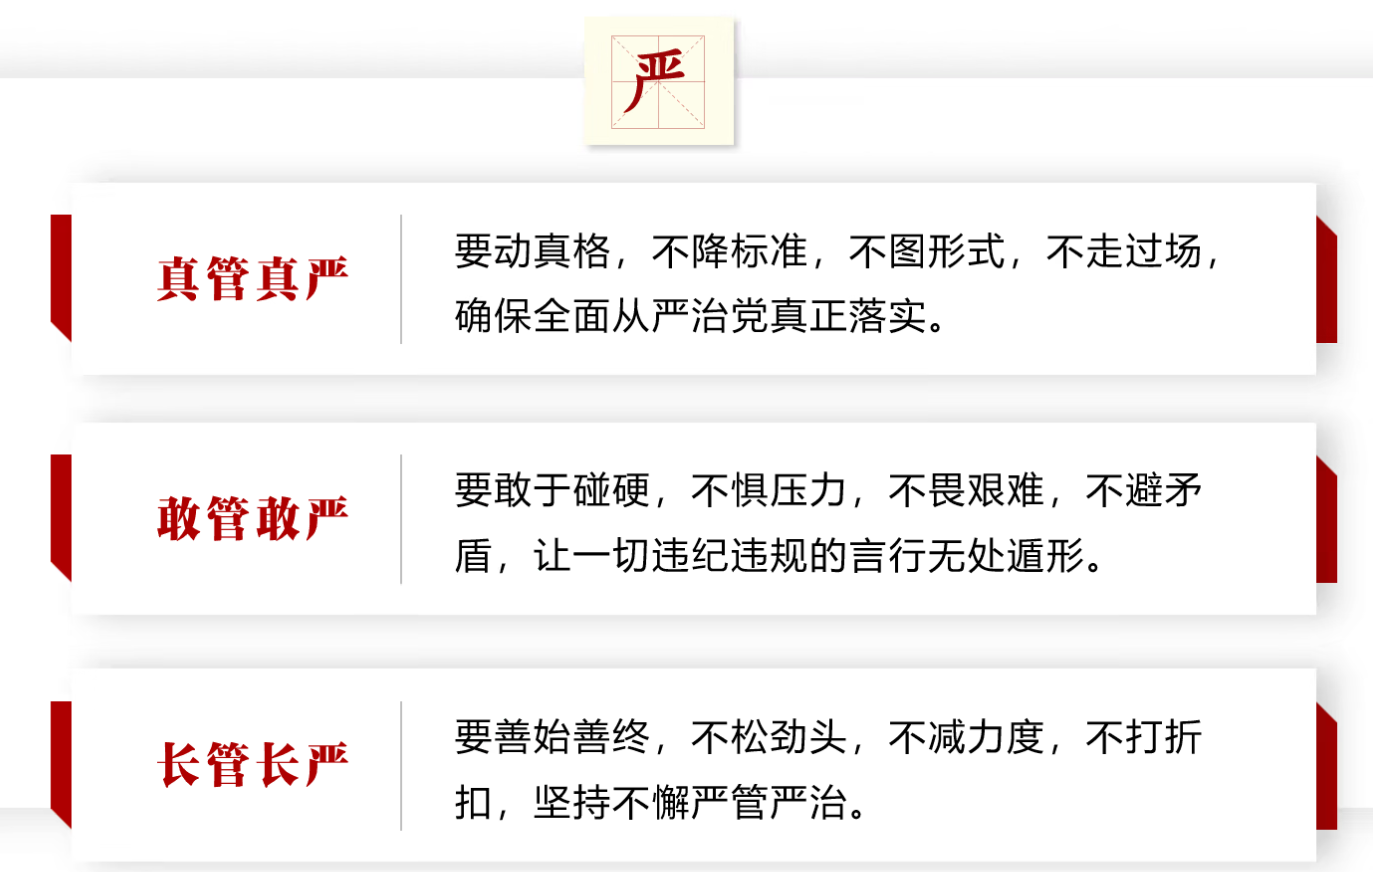 严
真管真严
要动真格，不降标准，不图形式，不走过场，
确保全面从严治党真正落实。
敢管敢严
要敢于碰硬，不惧压力，不畏艰难，不避矛
盾，让一切违纪违规的言行无处遁形。
长管长严
要善始善终，不松劲头，不减力度，不打折
扣，坚持不懈严管严治。